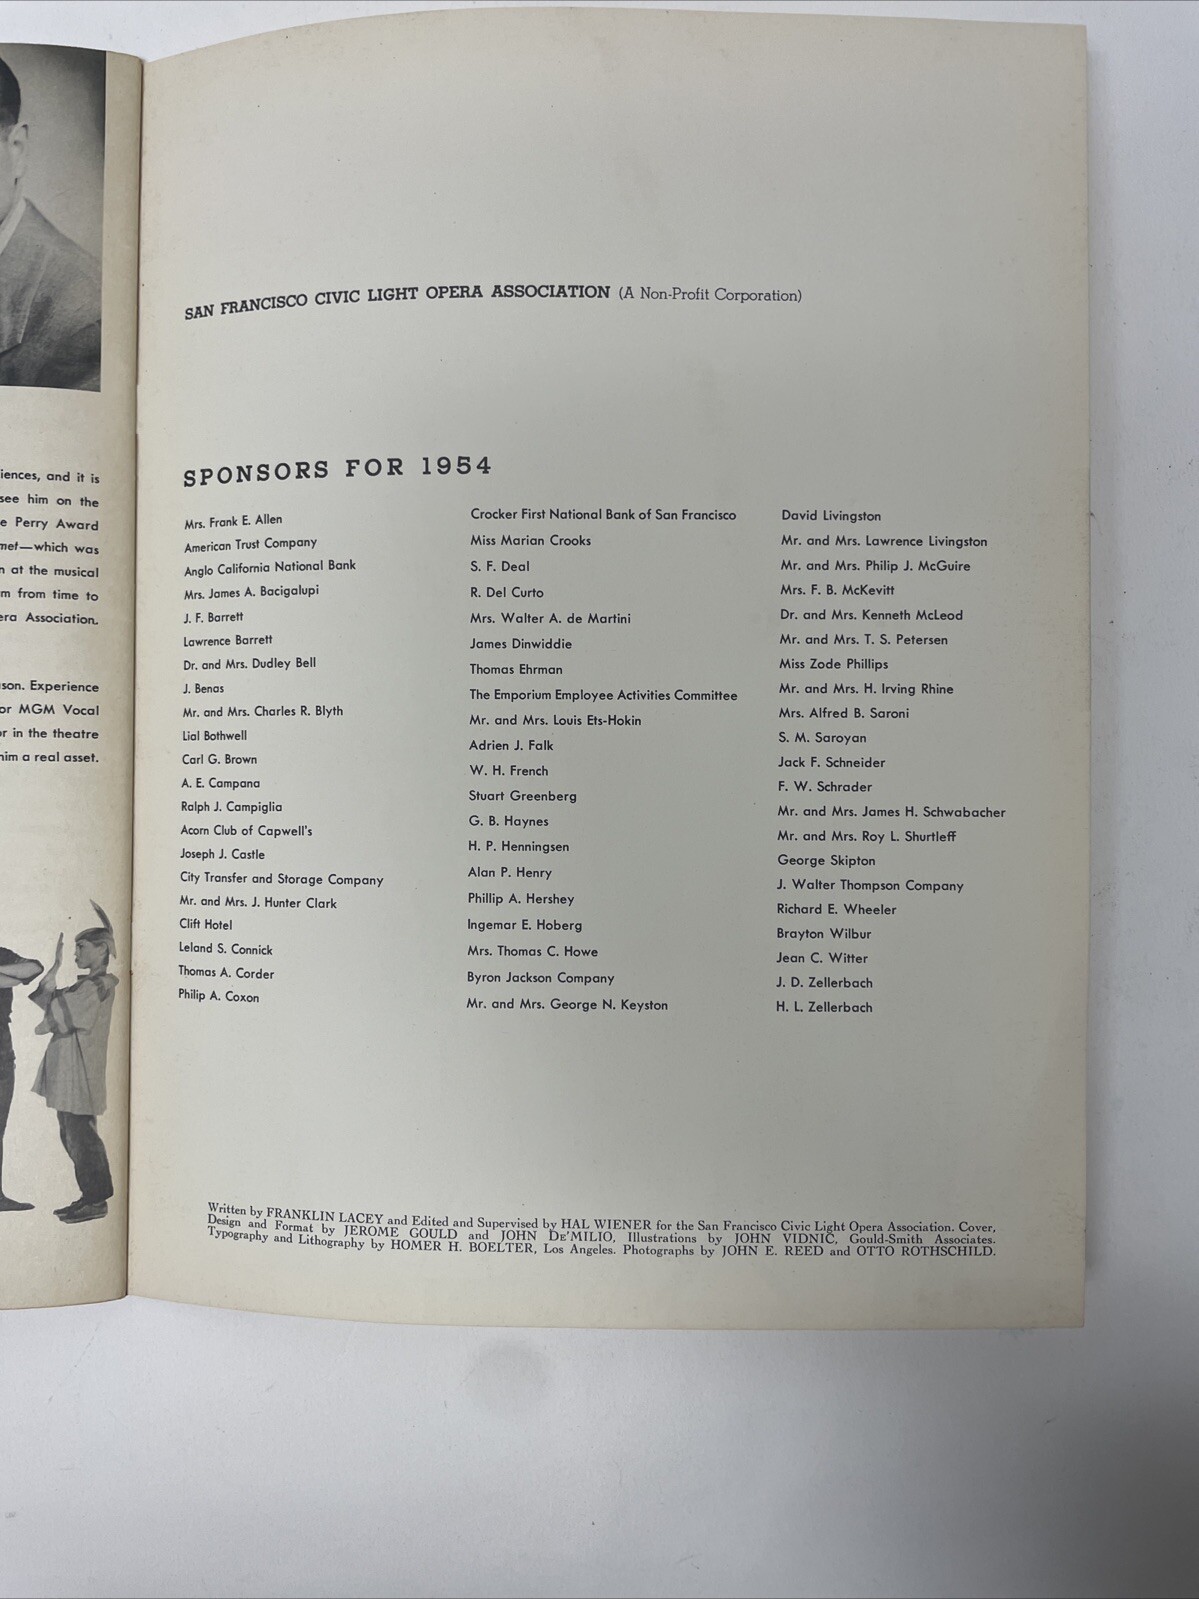 iences, and it is
see him on the
e Perry Award
met—which was
n at the musical
m from time to
era Association.
son. Experience
or MGM Vocal
or in the theatre
him a real asset.
SAN FRANCISCO CIVIC LIGHT OPERA ASSOCIATION (A Non-Profit Corporation)
SPONSORS FOR 1954
Mrs. Frank E. Allen
American Trust Company
Anglo California National Bank
Mrs. James A. Bacigalupi
J. F. Barrett
Lawrence Barrett
Dr. and Mrs. Dudley Bell
J. Benas
Mr. and Mrs. Charles R. Blyth
Lial Bothwell
Carl G. Brown
A. E. Campana
Ralph J. Campiglia
Acorn Club of Capwell's
Joseph J. Castle
City Transfer and Storage Company
Mr. and Mrs. J. Hunter Clark
Clift Hotel
Leland S. Connick
Thomas A. Corder
Philip A. Coxon
Crocker First National Bank of San Francisco
Miss Marian Crooks
S. F. Deal
R. Del Curto
Mrs. Walter A. de Martini
James Dinwiddie
Thomas Ehrman
The Emporium Employee Activities Committee
Mr. and Mrs. Louis Ets-Hokin
Adrien J. Falk
W. H. French
Stuart Greenberg
G. B. Haynes
H. P. Henningsen
Alan P. Henry
Phillip A. Hershey
Ingemar E. Hoberg
Mrs. Thomas C. Howe
Byron Jackson Company
Mr. and Mrs. George N. Keyston
David Livingston
Mr. and Mrs. Lawrence Livingston
Mr. and Mrs. Philip J. McGuire
Mrs. F. B. McKevitt
Dr. and Mrs. Kenneth McLeod
Mr. and Mrs. T. S. Petersen
Miss Zode Phillips
Mr. and Mrs. H. Irving Rhine
Mrs. Alfred B. Saroni
S. M. Saroyan
Jack F. Schneider
F. W. Schrader
Mr. and Mrs. James H. Schwabacher
Mr. and Mrs. Roy L. Shurtleff
George Skipton
J. Walter Thompson Company
Richard E. Wheeler
Brayton Wilbur
Jean C. Witter
J. D. Zellerbach
H. L. Zellerbach
Written by FRANKLIN LACEY and Edited and Supervised by HAL WIENER for the San Francisco Civic Light Opera Association. Cover,
Design and Format by JEROME GOULD and JOHN DE'MILIO, Illustrations by JOHN VIDNIC, Gould-Smith Associates.
Typography and Lithography by HOMER H. BOELTER, Los Angeles. Photographs by JOHN E. REED and OTTO ROTHSCHILD.